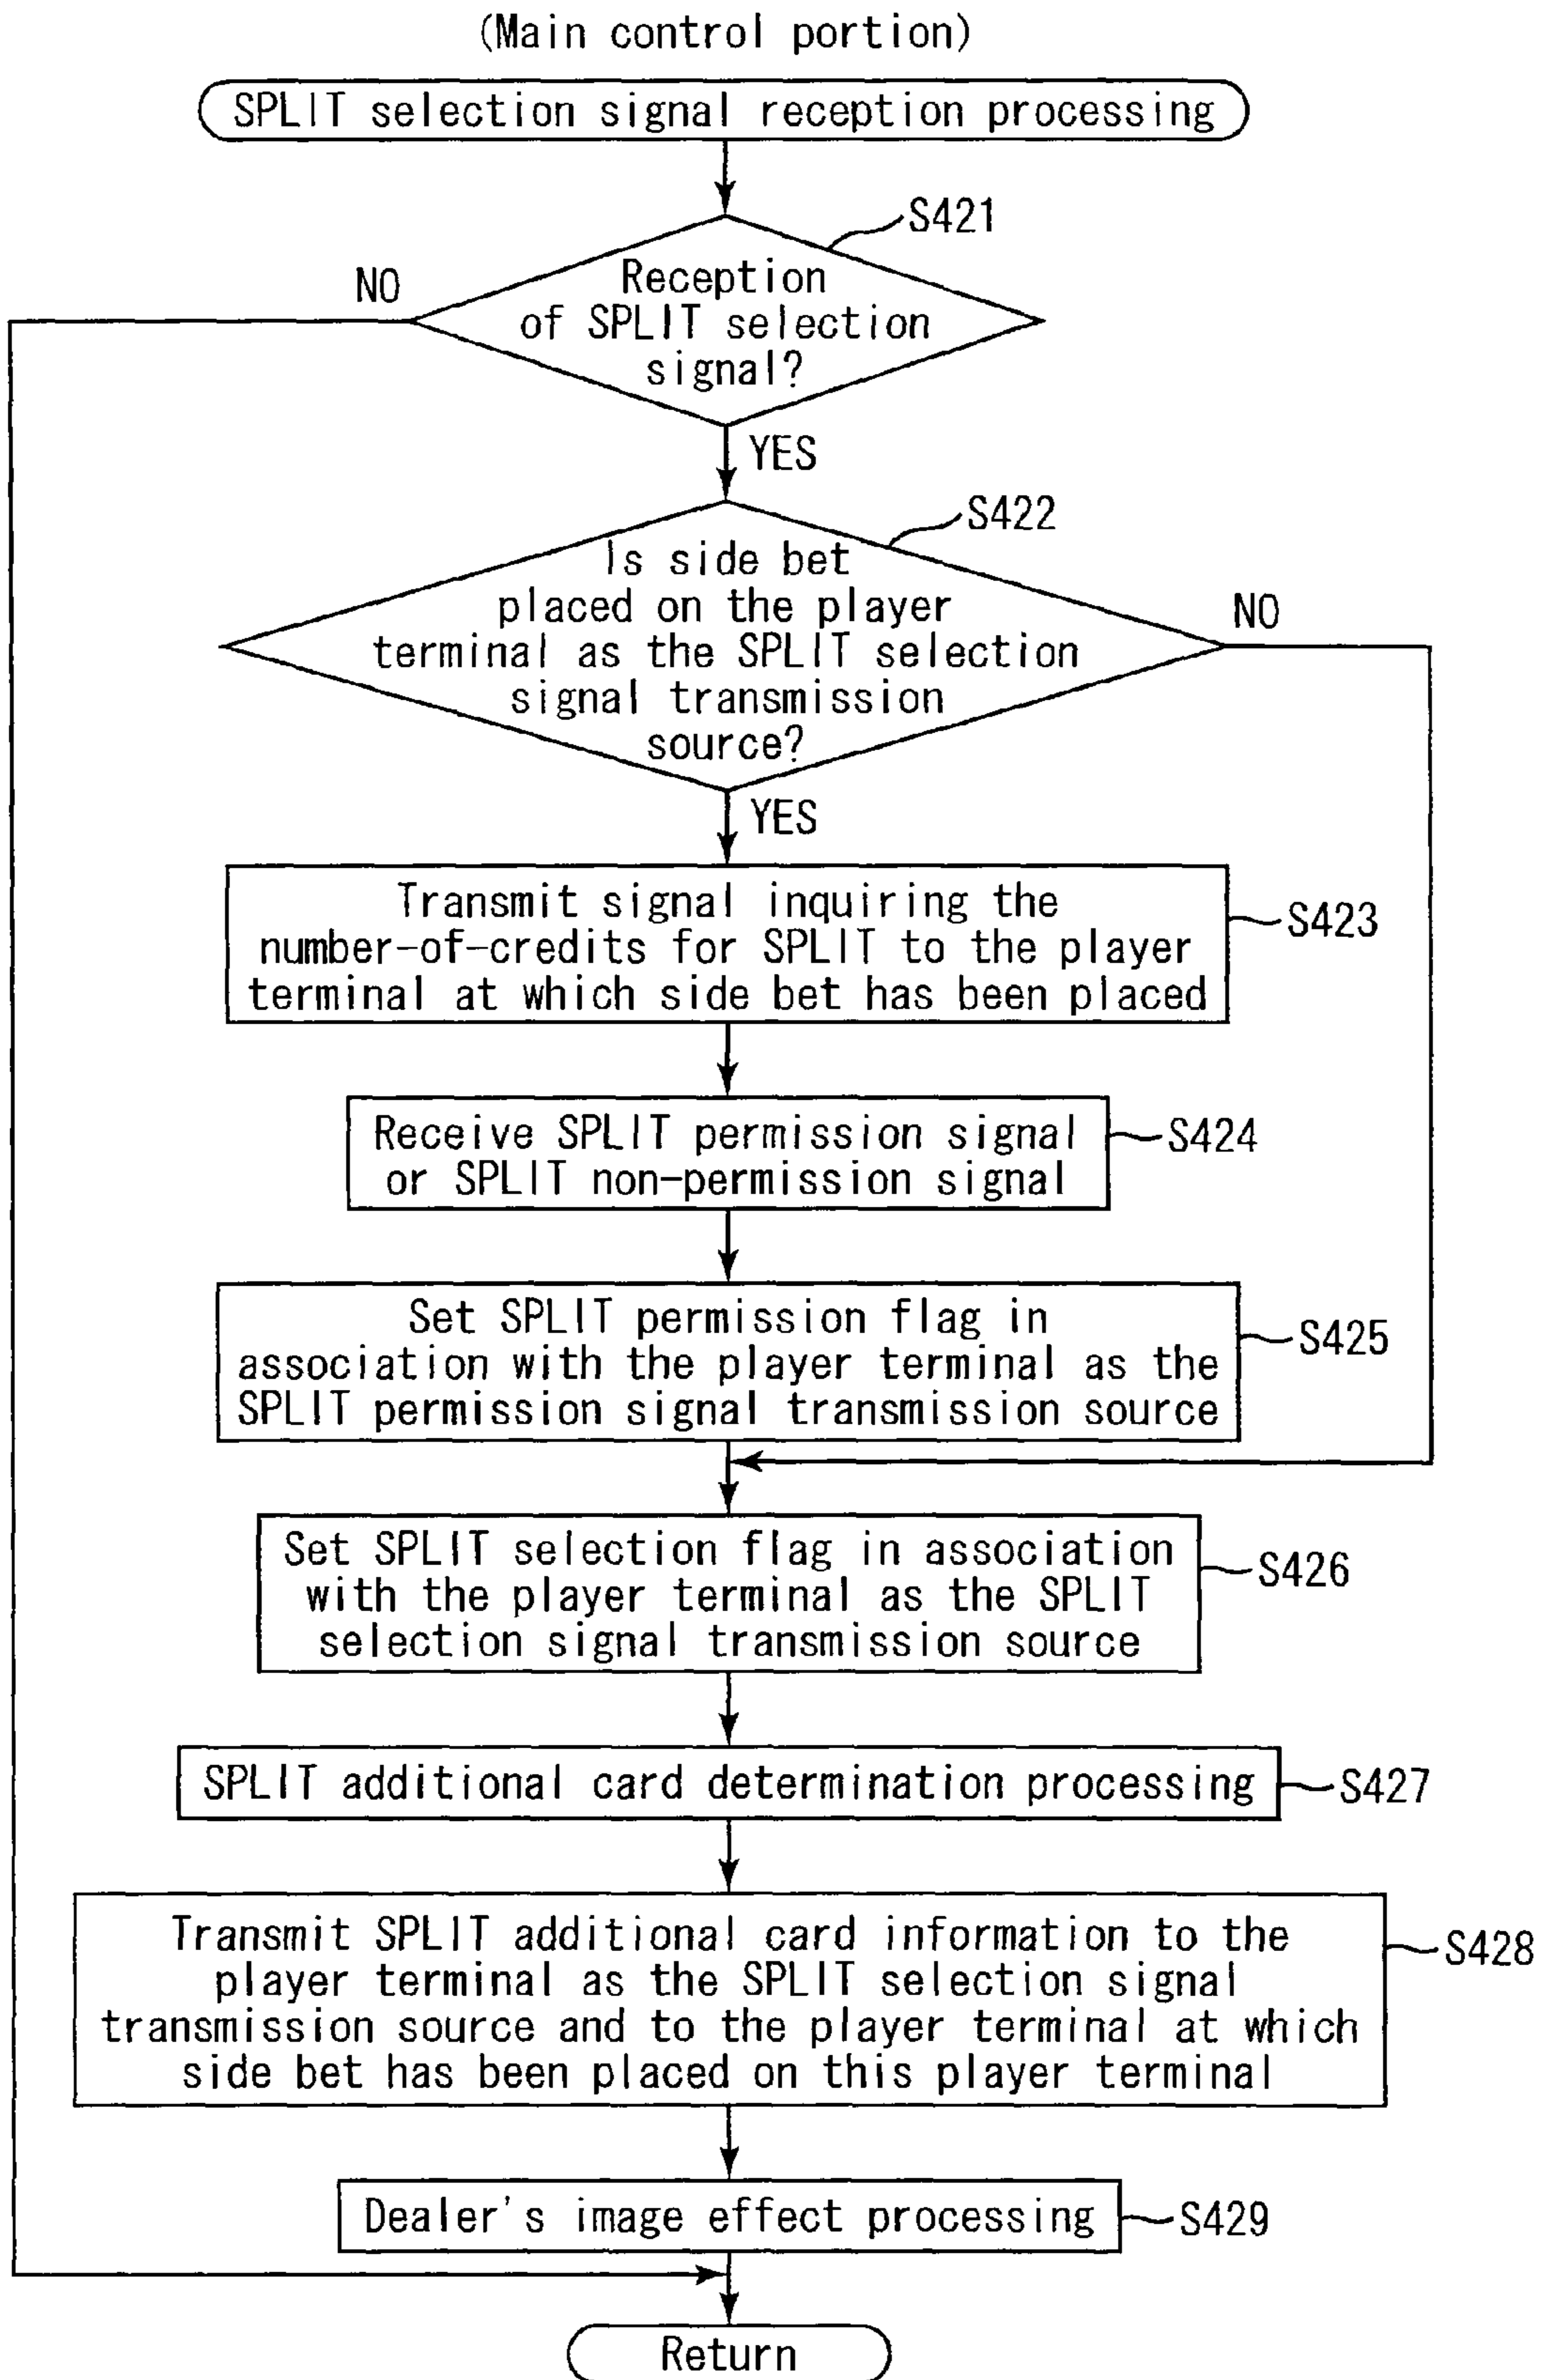 (Main control portion)
SPLIT selection signal reception processing
S421
NO
Reception
of SPLIT selection
signal?
YES
S422
Is side bet
placed on the player
terminal as the SPLIT selection
signal transmission
source?
NO
YES
Transmit signal inquiring the
number-of-credits for SPLIT to the player
terminal at which side bet has been placed
S423
Receive SPLIT permission signal
or SPLIT non-permission signal
S424
Set SPLIT permission flag in
association with the player terminal as the
SPLIT permission signal transmission source
S425
Set SPLIT selection flag in association
with the player terminal as the SPLIT
selection signal transmission source
S426
SPLIT additional card determination processing
S427
Transmit SPLIT additional card information to the
player terminal as the SPLIT selection signal
transmission source and to the player terminal at which
side bet has been placed on this player terminal
S428
Dealer's image effect processing
S429
Return